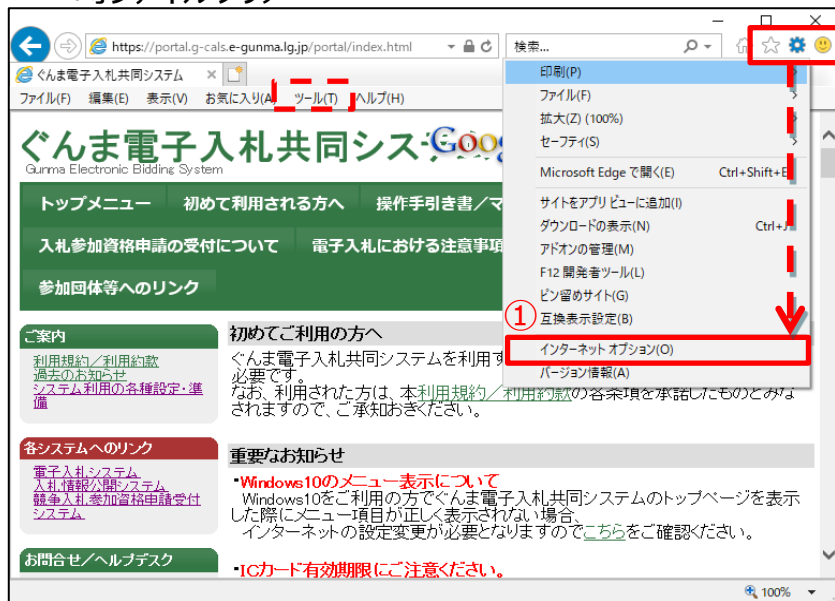 https://portal.g-cals.e-gunma.lg.jp/portal/index.html
検索...
ぐんま電子入札共同システム
ファイル(F) 編集(E) 表示(V) お気に入り(A) ツール(T) ヘルプ(H)
印刷(P)
ファイル(F)
拡大(Z) (100%)
セーフティ(S)
Microsoft Edge で開く(E) Ctrl+Shift+E
サイトをアプリ ビューに追加(I)
ダウンロードの表示(N) Ctrl+J
アドオンの管理(M)
F12 開発者ツール(L)
ピン留めサイト(G)
① 互換表示設定(B)
インターネット オプション(O)
バージョン情報(A)
ぐんま電子入札共同システ
Gunma Electronic Bidding System
トップメニュー 初めて利用される方へ 操作手引き書/マ
入札参加資格申請の受付について 電子入札における注意事項
参加団体等へのリンク
ご案内
利用規約/利用約款
過去のお知らせ
システム利用の各種設定・準
備
各システムへのリンク
電子入札システム
入札情報公開システム
競争入札参加資格申請受付
システム
お問合せ/ヘルプデスク
初めてご利用の方へ
ぐんま電子入札共同システムを利用す
必要です。
なお、利用された方は、本利用規約/利用約款の各条項を承諾したものとみな
されますので、ご承知おきください。
重要なお知らせ
・Windows10のメニュー表示について
Windows10をご利用の方でぐんま電子入札共同システムのトップページを表示
した際にメニュー項目が正しく表示されない場合、
インターネットの設定変更が必要となりますのでこちらをご確認ください。
・ICカード有効期限にご注意ください。
100%